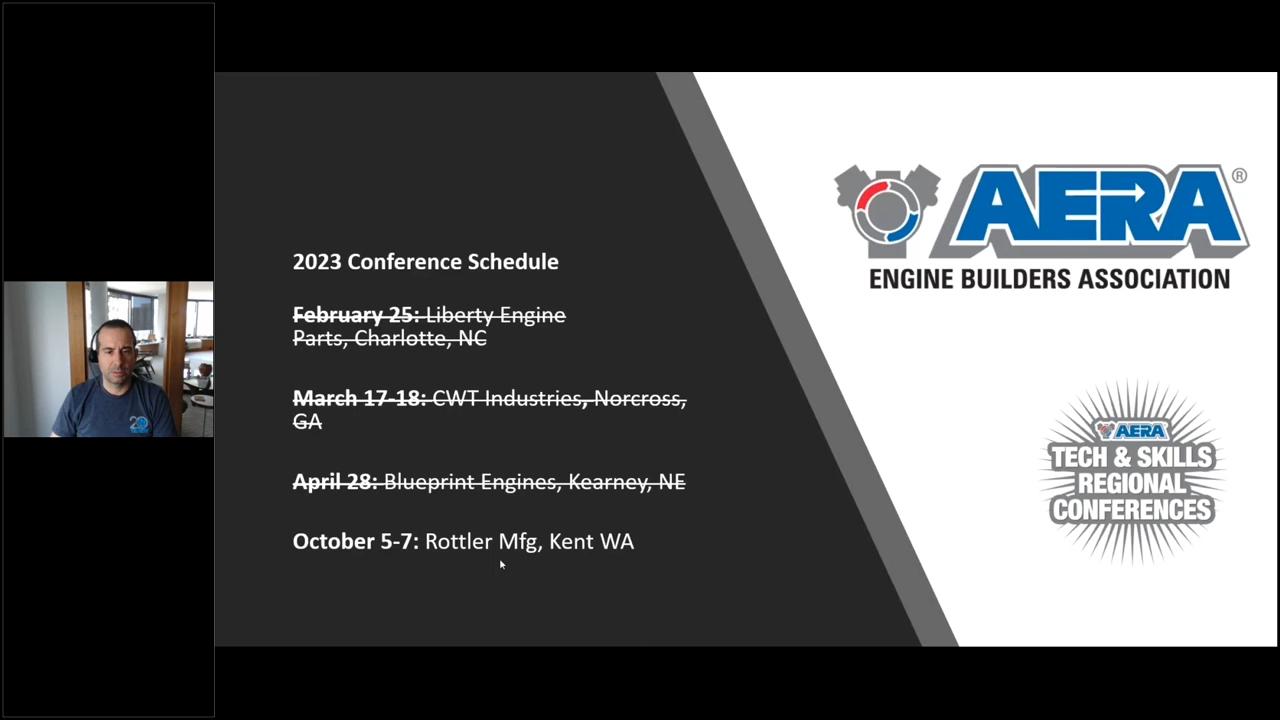 2023 Conference Schedule
February 25: Liberty Engine
Parts, Charlotte, NC
March 17-18: CWT Industries, Norcross,
GA
April 28: Blueprint Engines, Kearney, NE
October 5-7: Rottler Mfg, Kent WA
AERA®
ENGINE BUILDERS ASSOCIATION
AERA
TECH & SKILLS
REGIONAL
CONFERENCES
20